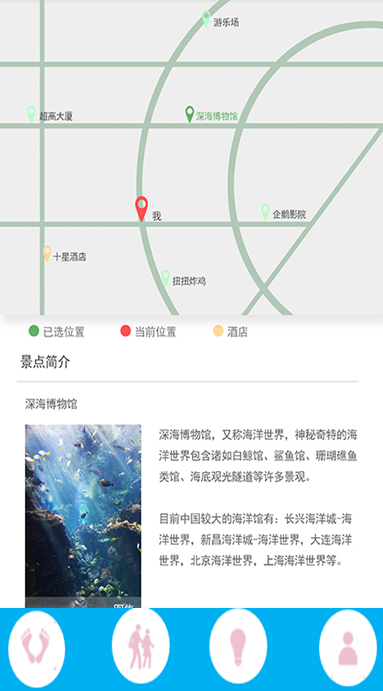 游乐场
超高大厦
深海博物馆
我
企鹅影院
十星酒店
扭扭炸鸡
已选位置 当前位置 酒店
景点简介
深海博物馆
深海博物馆，又称海洋世界，神秘奇特的海
洋世界包含诸如白鲸馆、鲨鱼馆、珊瑚礁鱼
类馆、海底观光隧道等许多景观。
目前中国较大的海洋馆有：长兴海洋城--海
洋世界，新昌海洋城--海洋世界，大连海洋
世界，北京海洋世界，上海海洋世界等。